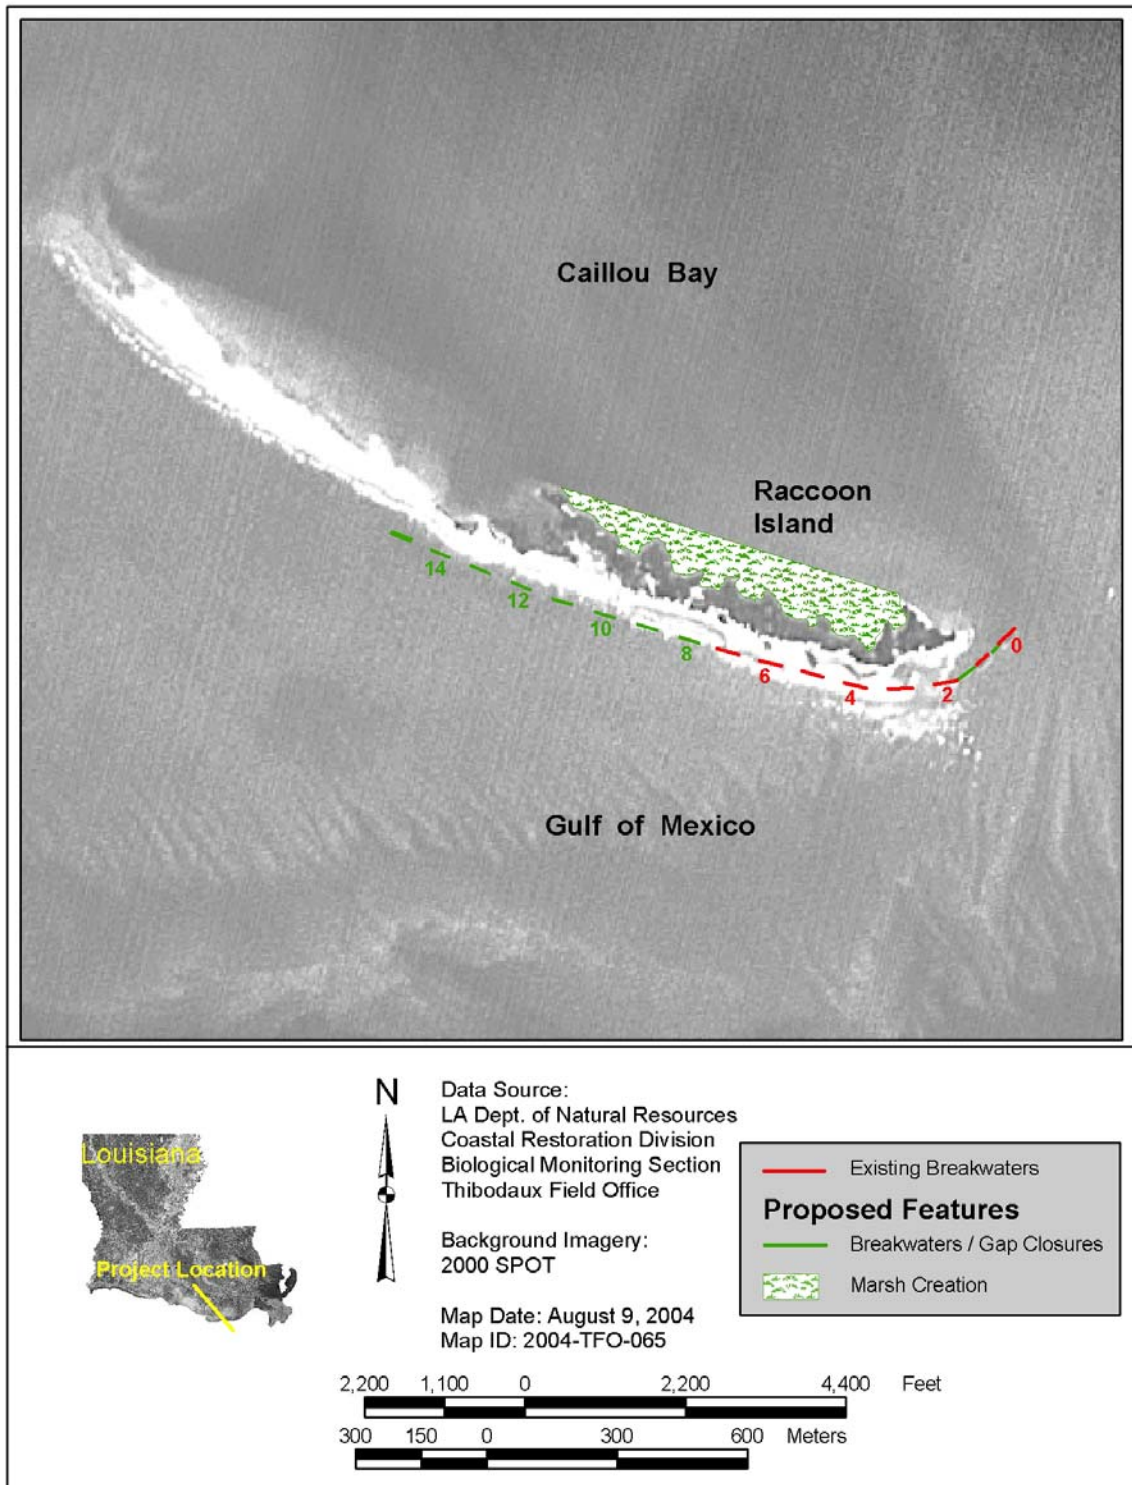 Caillou Bay
Raccoon
Island
14
12
10
8
6
4
2
0
Gulf of Mexico
Louisiana
Project Location
N
Data Source:
LA Dept. of Natural Resources
Coastal Restoration Division
Biological Monitoring Section
Thibodaux Field Office
Background Imagery:
2000 SPOT
Map Date: August 9, 2004
Map ID: 2004-TFO-065
Existing Breakwaters
Proposed Features
Breakwaters / Gap Closures
Marsh Creation
2,200 1,100 0 2,200 4,400 Feet
300 150 0 300 600 Meters